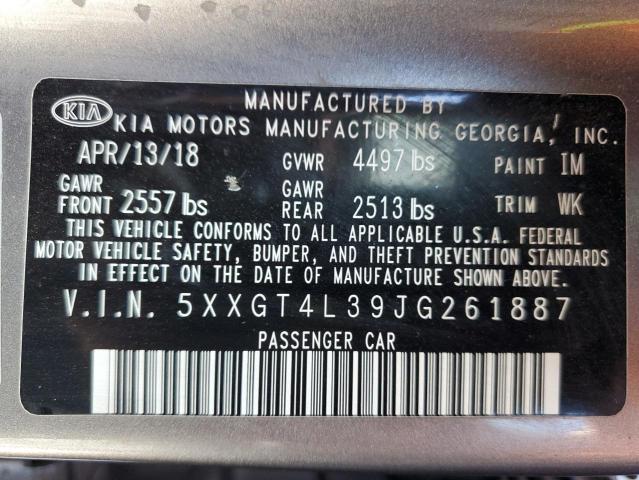 MANUFACTURED BY
KIA KIA MOTORS MANUFACTURING GEORGIA, INC.
APR/13/18 GVWR 4497 lbs PAINT IM
GAWR FRONT 2557 lbs GAWR REAR 2513 lbs TRIM WK
THIS VEHICLE CONFORMS TO ALL APPLICABLE U.S.A. FEDERAL
MOTOR VEHICLE SAFETY, BUMPER, AND THEFT PREVENTION STANDARDS
IN EFFECT ON THE DATE OF MANUFACTURE SHOWN ABOVE.
V.I.N. 5XXGT4L39JG261887
PASSENGER CAR